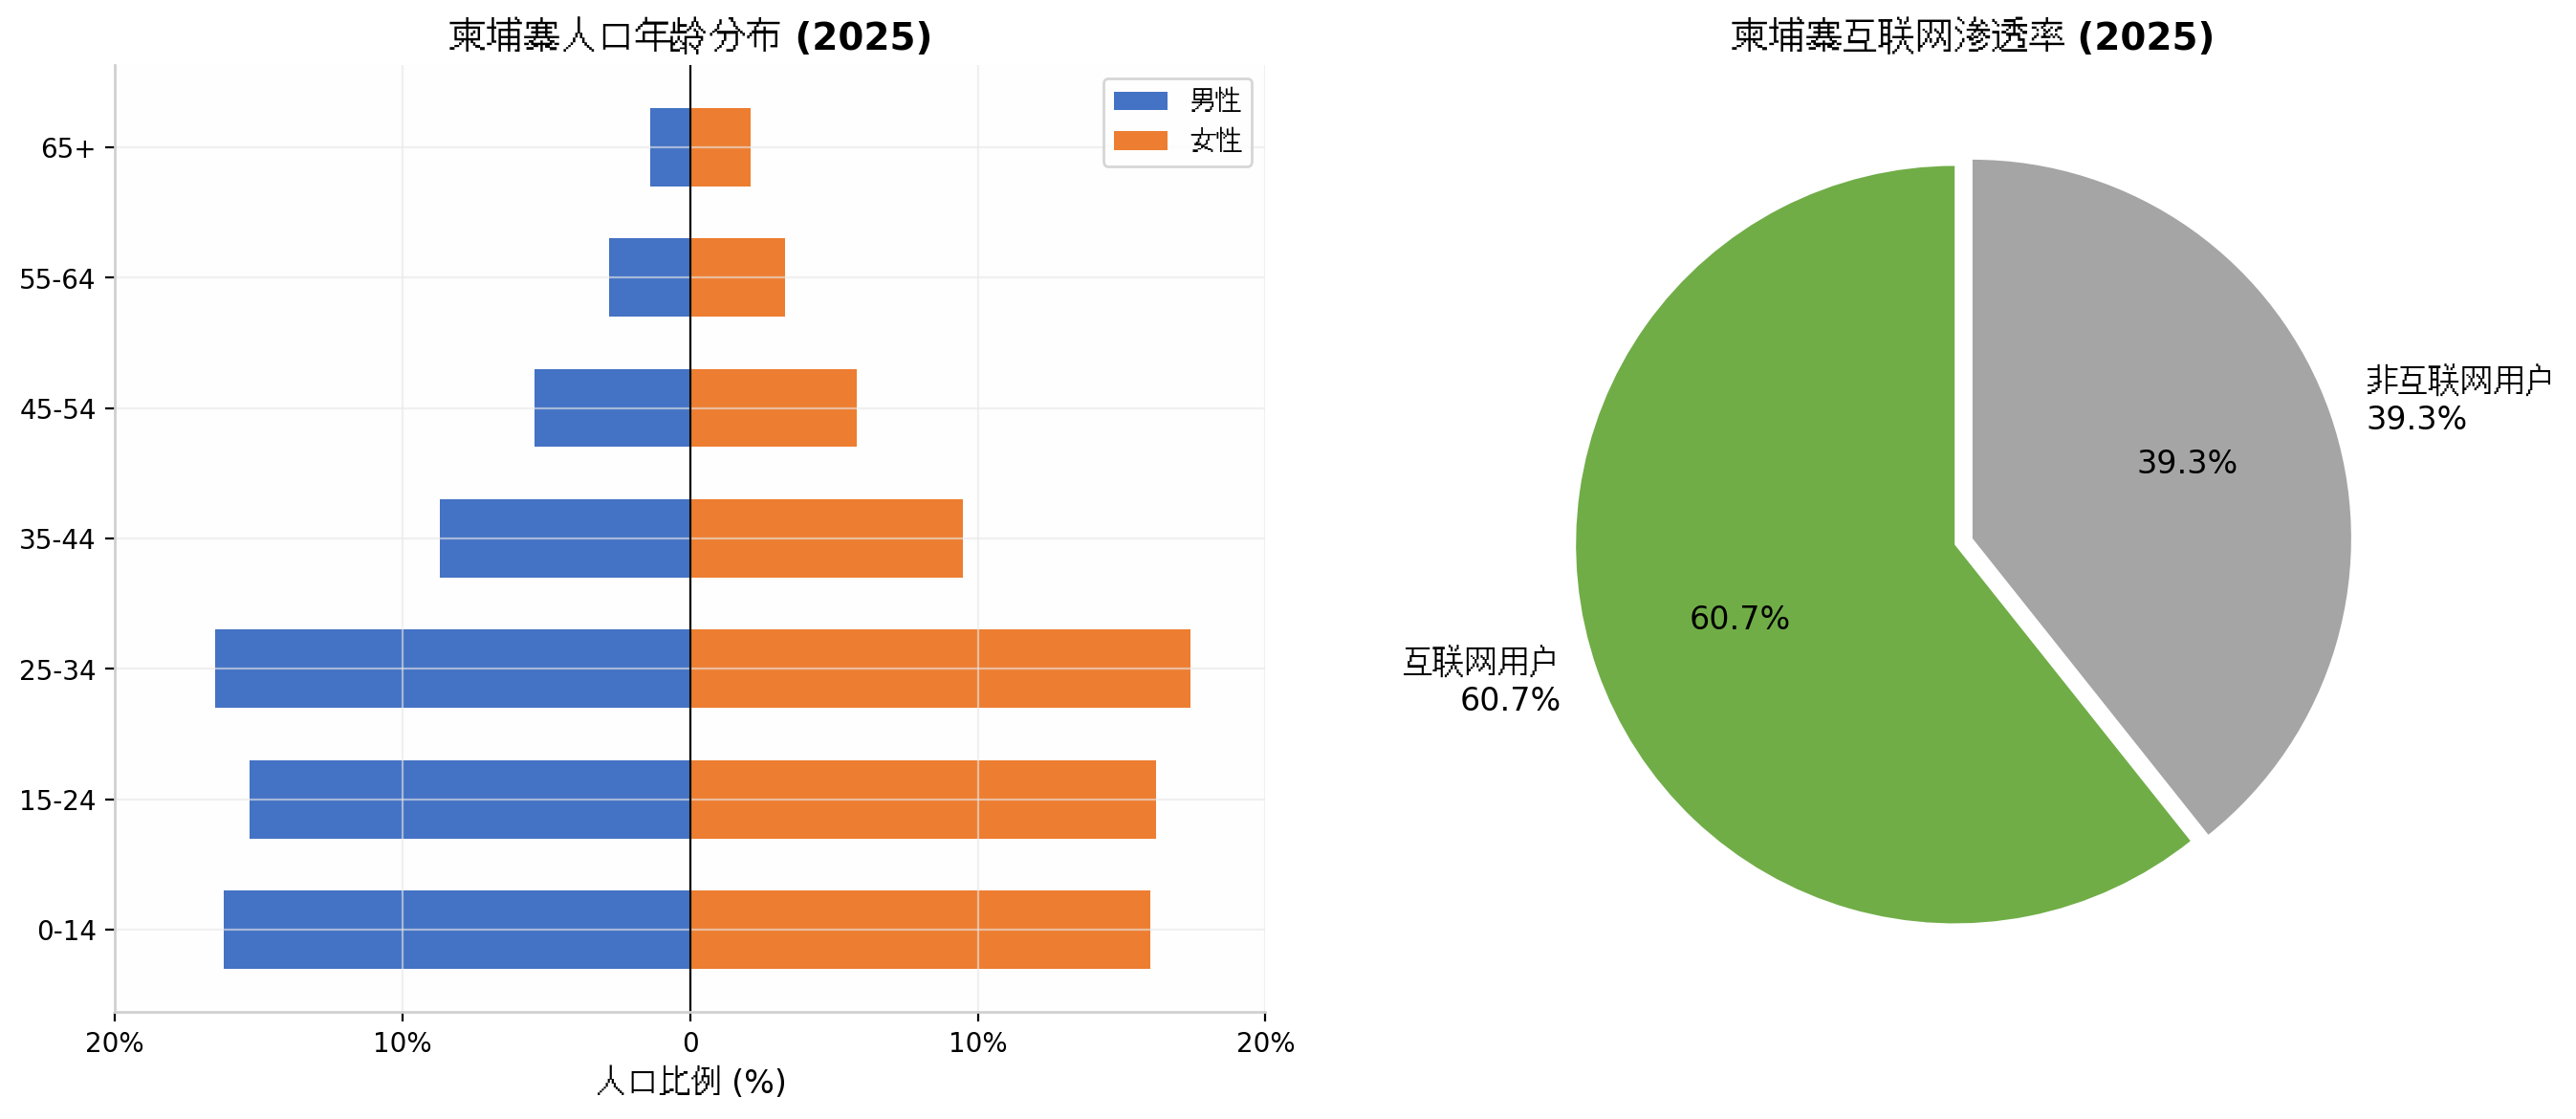 柬埔寨人口年龄分布 (2025)
男性
女性
65+
55-64
45-54
35-44
25-34
15-24
0-14
20%
10%
0
10%
20%
人口比例 (%)
柬埔寨互联网渗透率 (2025)
非互联网用户
39.3%
39.3%
60.7%
互联网用户
60.7%